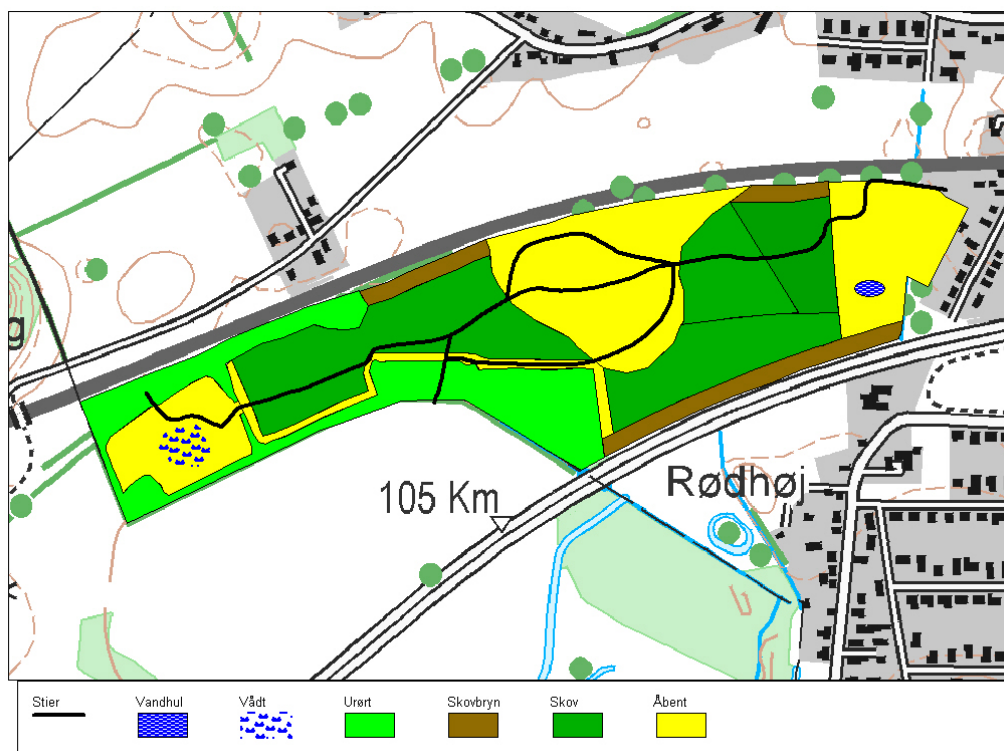 g
105 Km
Rødhøj
Stier
Vandhul
Vådt
Urørt
Skovbryn
Skov
Åbent